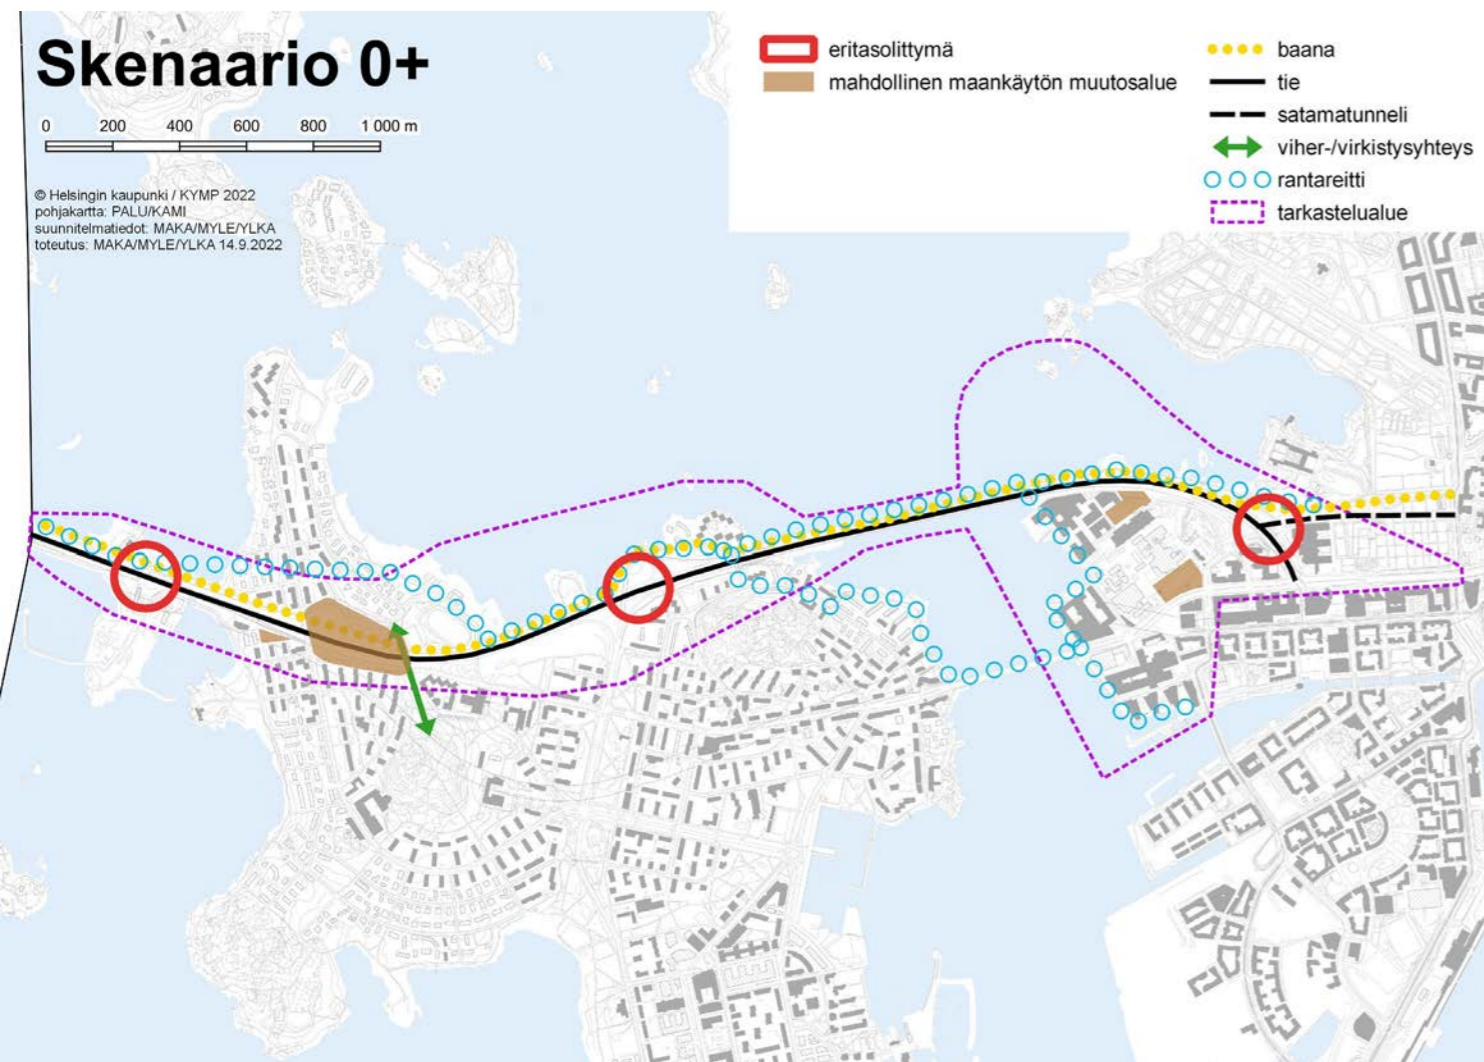 Skenaario 0+
0 200 400 600 800 1 000 m
© Helsingin kaupunki / KYMP 2022
pohjakartta: PALU/KAMI
suunnitelmatiedot: MAKA/MYLE/YLKA
toteutus: MAKA/MYLE/YLKA 14.9.2022
eritasolittymä
mahdollinen maankäytön muutosalue
baana
tie
satamatunneli
viher-/virkistysyhteys
rantareitti
tarkastelualue